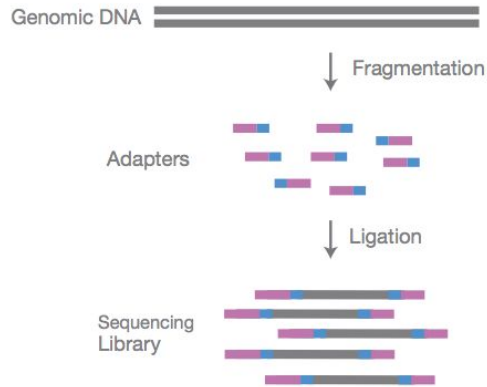 Genomic DNA
Fragmentation
Adapters
Ligation
Sequencing
Library